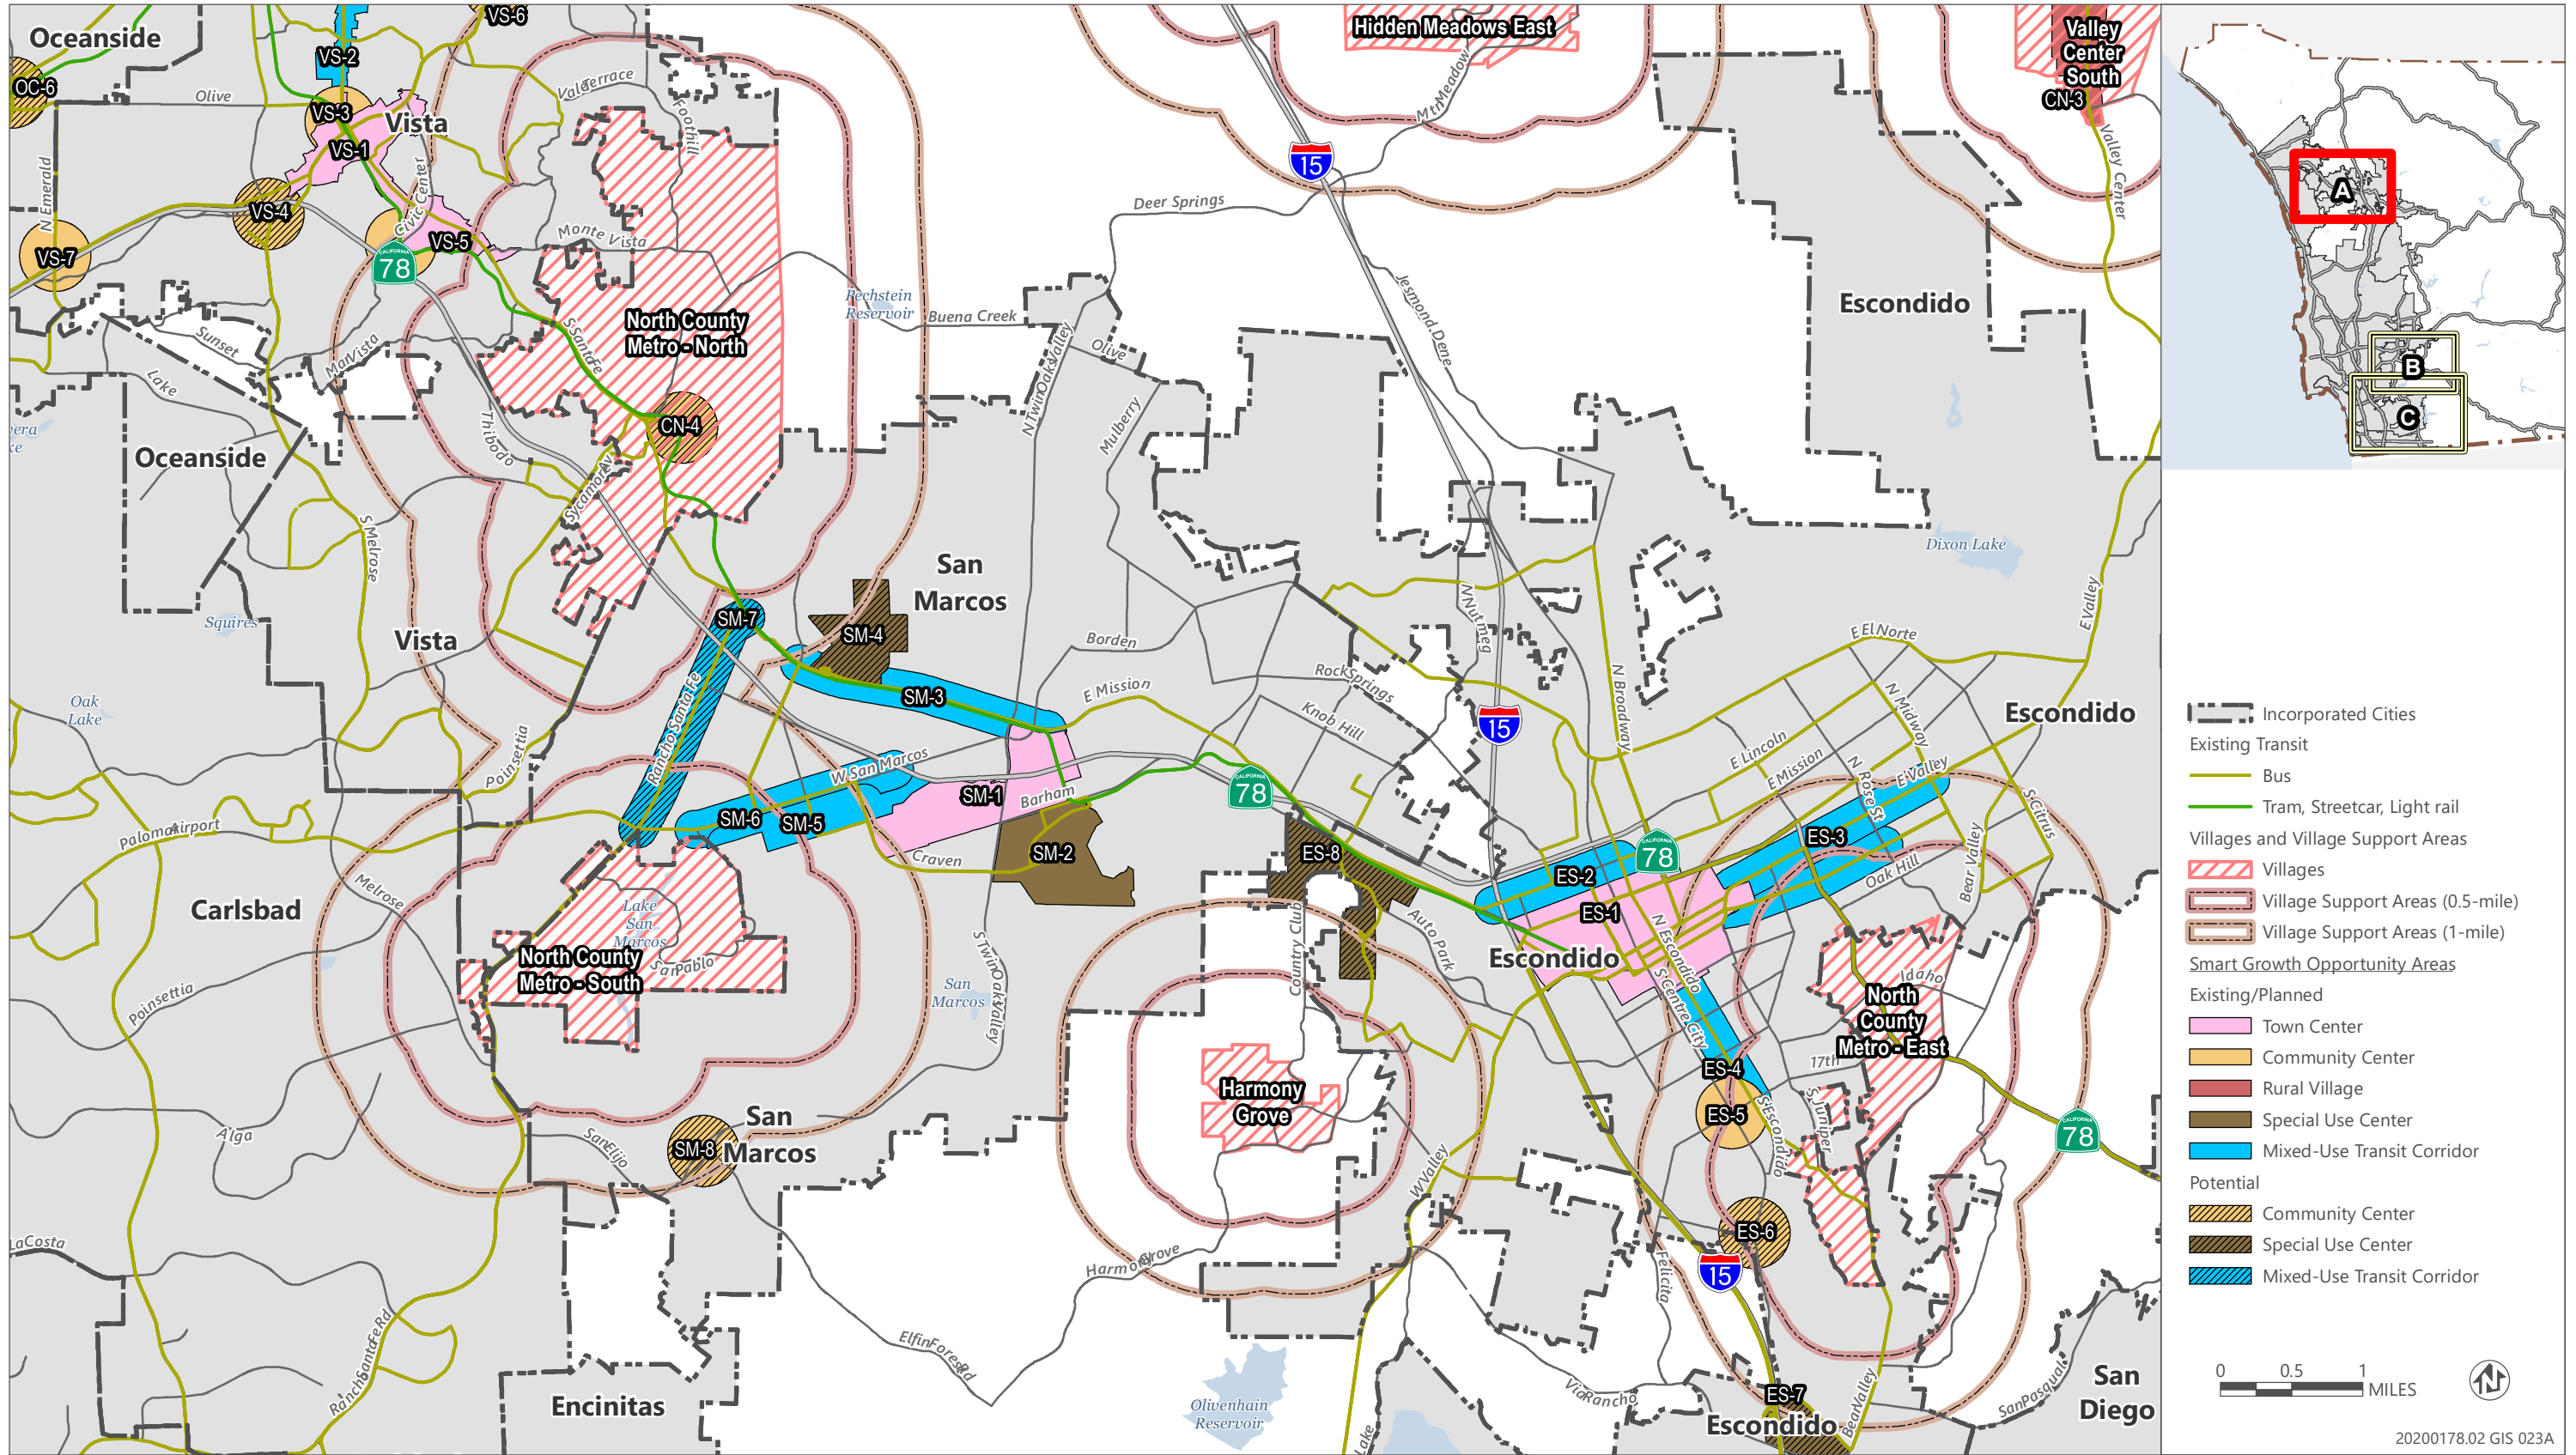 Oceanside
VS-6
VS-2
OC-6
Olive
VS-3
Vista
VS-1
Vale Terrace
Foothill
N Emerald
Civic Center
VS-4
VS-5
VS-7
78
Monte Vista
Hidden Meadows East
Mtn Meadow
15
Deer Springs
Jesmond Dene
Valley
Center
South
CN-3
Valley Center
Escondido
Pechstein
Reservoir
Buena Creek
North County
Metro - North
S Santa Fe
Sunset
Mar Vista
Lake
Thibodo
CN-4
Oceanside
Sycamore Av
S Melrose
N Twin Oaks Valley
Olive
Mulberry
San
Marcos
Dixon Lake
Squires
Vista
SM-7
SM-4
Borden
E Mission
SM-3
Rancho Santa Fe
Rock Springs
Knob Hill
N Nutmeg
15
N Broadway
E El Norte
E Valley
N Midway
Escondido
Oak
Lake
Poinsettia
W San Marcos
SM-1
Barham
78
SM-6
SM-5
Palomar Airport
Craven
SM-2
ES-8
E Lincoln
E Mission
N Rose St
E Valley
S Citrus
ES-3
78
ES-2
ES-1
Oak Hill
Bear Valley
Carlsbad
Melrose
Lake
San
Marcos
North County
Metro - South
San Pablo
Poinsettia
San
Marcos
S Twin Oaks Valley
Country Club
Auto Park
Escondido
N Escondido
S Centre City
Idaho
North
County
Metro - East
17th
Harmony
Grove
ES-4
ES-5
S Escondido
S Juniper
78
Alga
San Elijo
SM-8
San
Marcos
W Valley
ES-6
15
Felicita
La Costa
Harmony Grove
Elfin Forest Rd
Rancho Santa Fe Rd
Encinitas
Olivenhain
Reservoir
Lake
Via Rancho
ES-7
Escondido
Bear Valley
San Pasqual
San
Diego
A
B
C
Incorporated Cities
Existing Transit
Bus
Tram, Streetcar, Light rail
Villages and Village Support Areas
Villages
Village Support Areas (0.5-mile)
Village Support Areas (1-mile)
Smart Growth Opportunity Areas
Existing/Planned
Town Center
Community Center
Rural Village
Special Use Center
Mixed-Use Transit Corridor
Potential
Community Center
Special Use Center
Mixed-Use Transit Corridor
0 0.5 1
MILES
N
20200178.02 GIS 023A